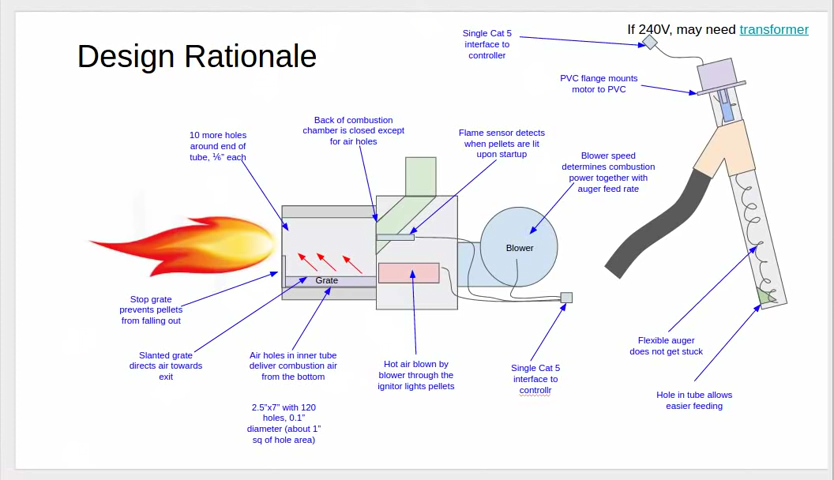 If 240V, may need transformer
Design Rationale
Single Cat 5
interface to
controller
PVC flange mounts
motor to PVC
10 more holes
around end of
tube, ⅛" each
Back of combustion
chamber is closed except
for air holes
Flame sensor detects
when pellets are lit
upon startup
Blower speed
determines combustion
power together with
auger feed rate
Blower
Grate
Stop grate
prevents pellets
from falling out
Slanted grate
directs air towards
exit
Air holes in inner tube
deliver combustion air
from the bottom
2.5"x7" with 120
holes, 0.1"
diameter (about 1"
sq of hole area)
Hot air blown by
blower through the
ignitor lights pellets
Single Cat 5
interface to
controllr
Flexible auger
does not get stuck
Hole in tube allows
easier feeding